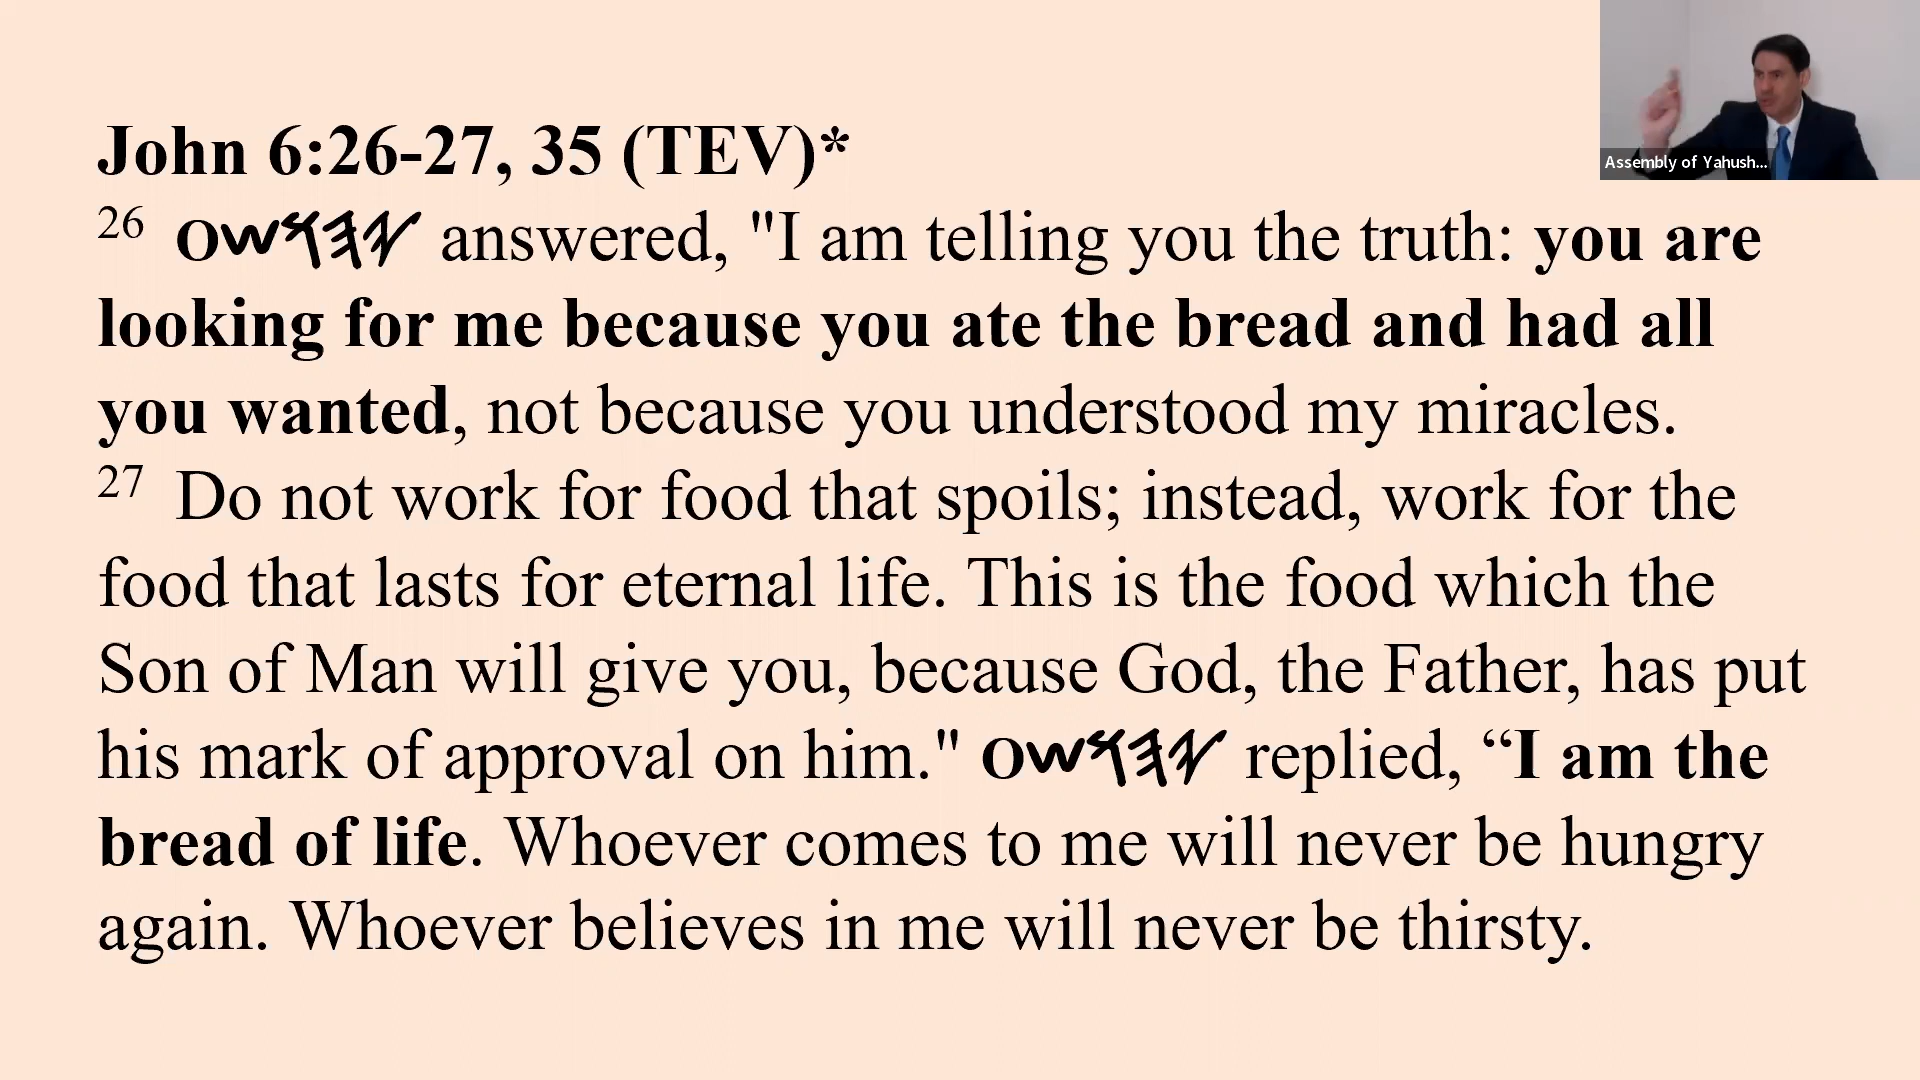 John 6:26-27, 35 (TEV)*
Assembly of Yahush...
26 𐤉𐤄𐤅𐤔𐤏 answered, "I am telling you the truth: you are
looking for me because you ate the bread and had all
you wanted, not because you understood my miracles.
27 Do not work for food that spoils; instead, work for the
food that lasts for eternal life. This is the food which the
Son of Man will give you, because God, the Father, has put
his mark of approval on him." 𐤉𐤄𐤅𐤔𐤏 replied, “I am the
bread of life. Whoever comes to me will never be hungry
again. Whoever believes in me will never be thirsty.